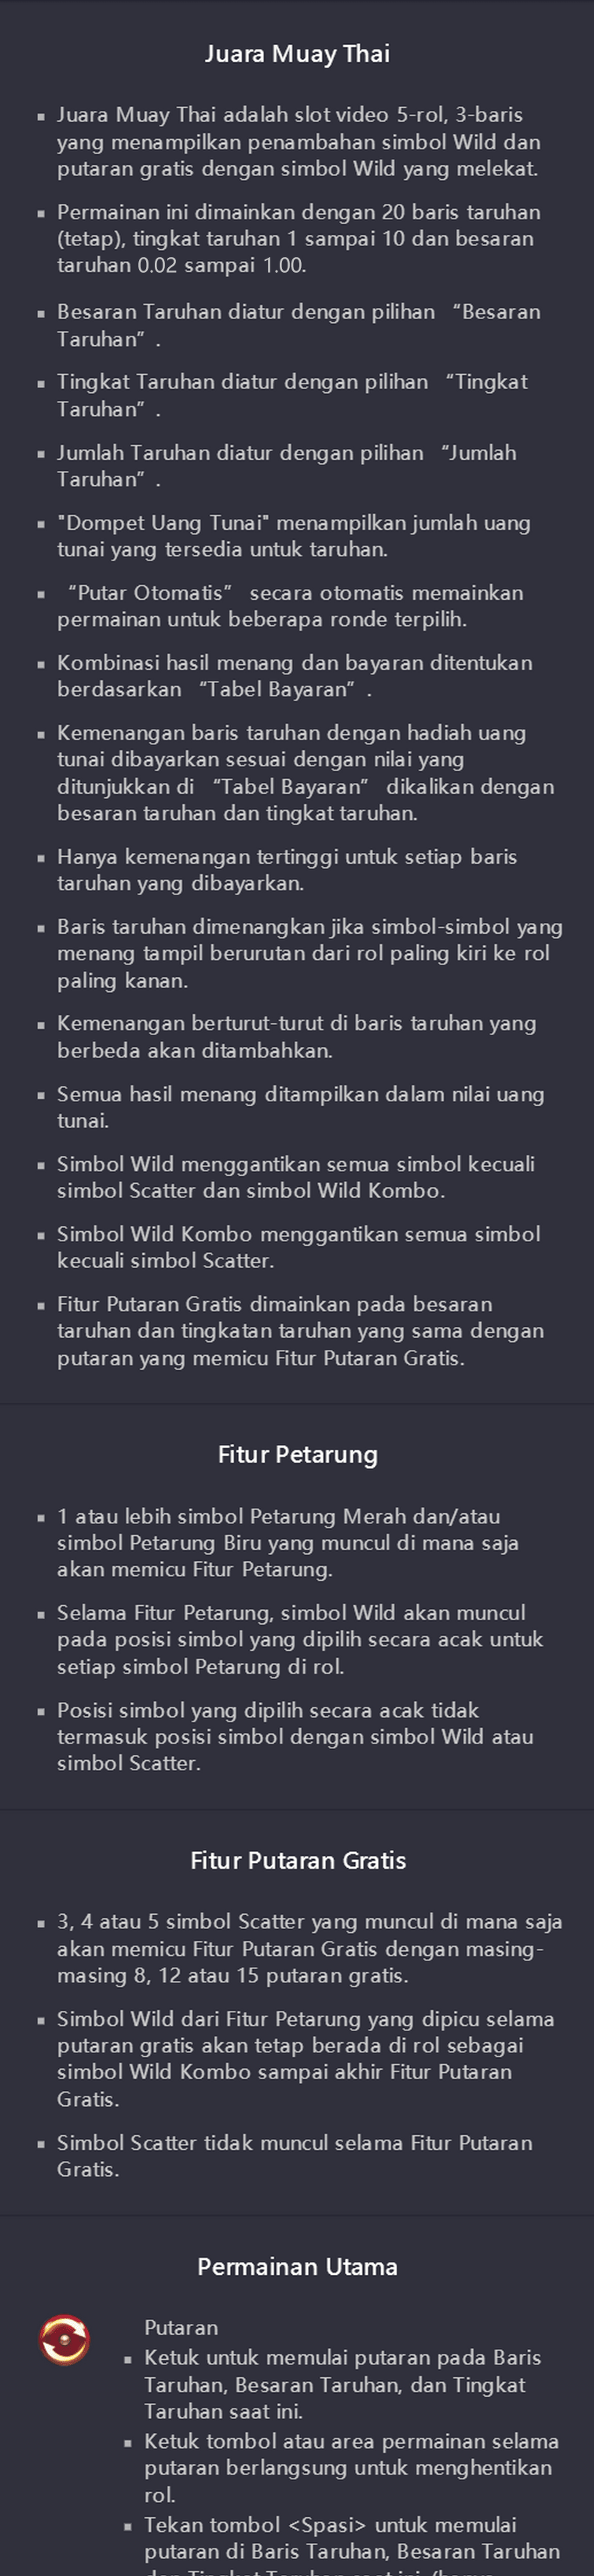 Juara Muay Thai
Juara Muay Thai adalah slot video 5-rol, 3-baris
yang menampilkan penambahan simbol Wild dan
putaran gratis dengan simbol Wild yang melekat.
Permainan ini dimainkan dengan 20 baris taruhan
(tetap), tingkat taruhan 1 sampai 10 dan besaran
taruhan 0.02 sampai 1.00.
Besaran Taruhan diatur dengan pilihan “Besaran
Taruhan” .
Tingkat Taruhan diatur dengan pilihan “Tingkat
Taruhan” .
Jumlah Taruhan diatur dengan pilihan “Jumlah
Taruhan” .
"Dompet Uang Tunai" menampilkan jumlah uang
tunai yang tersedia untuk taruhan.
“Putar Otomatis” secara otomatis memainkan
permainan untuk beberapa ronde terpilih.
Kombinasi hasil menang dan bayaran ditentukan
berdasarkan “Tabel Bayaran” .
Kemenangan baris taruhan dengan hadiah uang
tunai dibayarkan sesuai dengan nilai yang
ditunjukkan di “Tabel Bayaran” dikalikan dengan
besaran taruhan dan tingkat taruhan.
Hanya kemenangan tertinggi untuk setiap baris
taruhan yang dibayarkan.
Baris taruhan dimenangkan jika simbol-simbol yang
menang tampil berurutan dari rol paling kiri ke rol
paling kanan.
Kemenangan berturut-turut di baris taruhan yang
berbeda akan ditambahkan.
Semua hasil menang ditampilkan dalam nilai uang
tunai.
Simbol Wild menggantikan semua simbol kecuali
simbol Scatter dan simbol Wild Kombo.
Simbol Wild Kombo menggantikan semua simbol
kecuali simbol Scatter.
Fitur Putaran Gratis dimainkan pada besaran
taruhan dan tingkatan taruhan yang sama dengan
putaran yang memicu Fitur Putaran Gratis.
Fitur Petarung
1 atau lebih simbol Petarung Merah dan/atau
simbol Petarung Biru yang muncul di mana saja
akan memicu Fitur Petarung.
Selama Fitur Petarung, simbol Wild akan muncul
pada posisi simbol yang dipilih secara acak untuk
setiap simbol Petarung di rol.
Posisi simbol yang dipilih secara acak tidak
termasuk posisi simbol dengan simbol Wild atau
simbol Scatter.
Fitur Putaran Gratis
3, 4 atau 5 simbol Scatter yang muncul di mana saja
akan memicu Fitur Putaran Gratis dengan masing-
masing 8, 12 atau 15 putaran gratis.
Simbol Wild dari Fitur Petarung yang dipicu selama
putaran gratis akan tetap berada di rol sebagai
simbol Wild Kombo sampai akhir Fitur Putaran
Gratis.
Simbol Scatter tidak muncul selama Fitur Putaran
Gratis.
Permainan Utama
Putaran
Ketuk untuk memulai putaran pada Baris
Taruhan, Besaran Taruhan, dan Tingkat
Taruhan saat ini.
Ketuk tombol atau area permainan selama
putaran berlangsung untuk menghentikan
rol.
Tekan tombol <Spasi> untuk memulai
putaran di Baris Taruhan, Besaran Taruhan